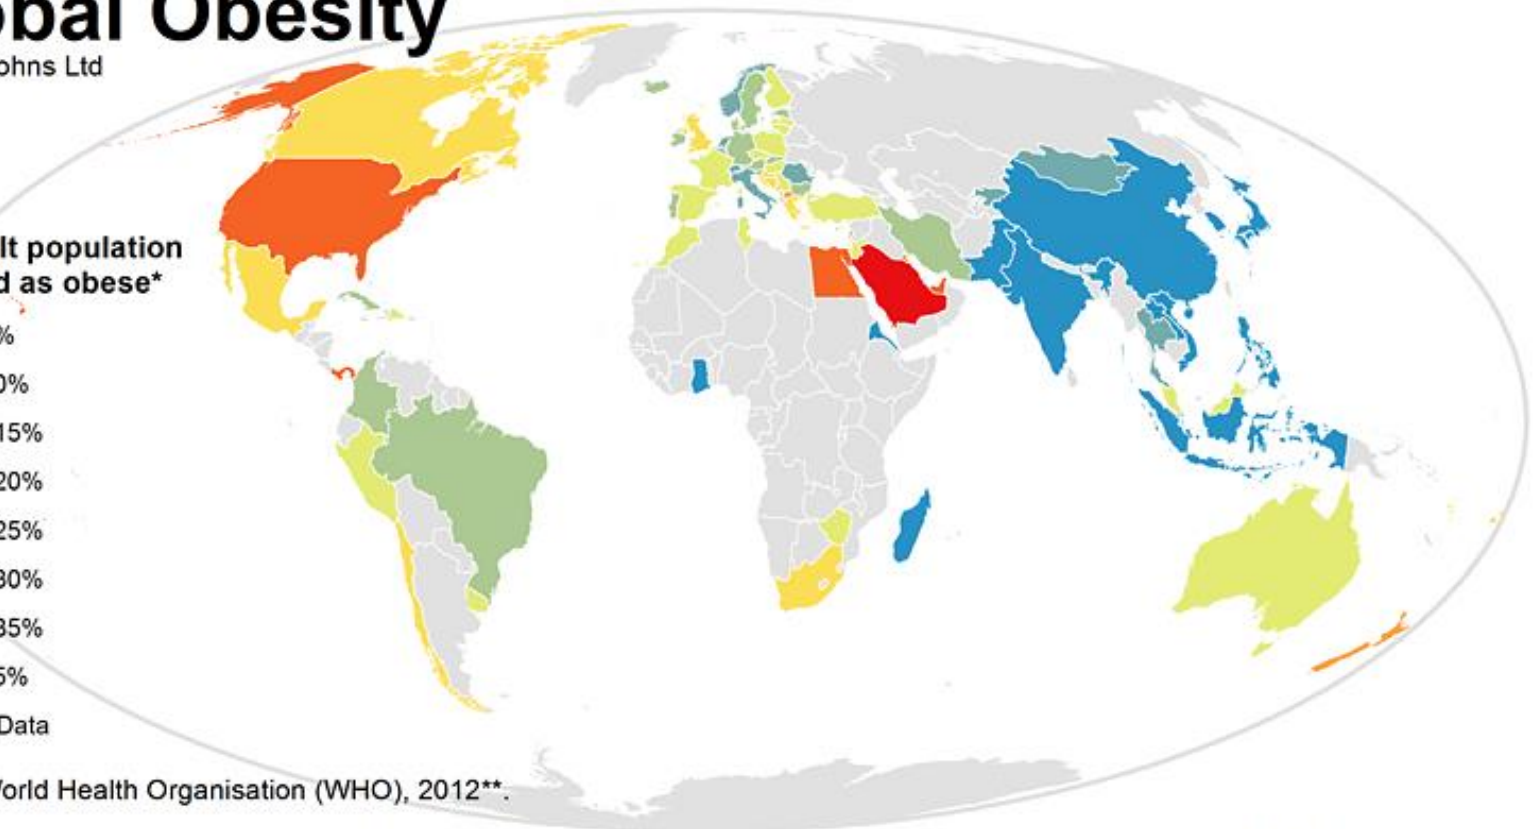 obal Obesity
ohns Ltd
lt population
d as obese*
%
0%
15%
20%
25%
30%
35%
5%
Data
orld Health Organisation (WHO), 2012**.